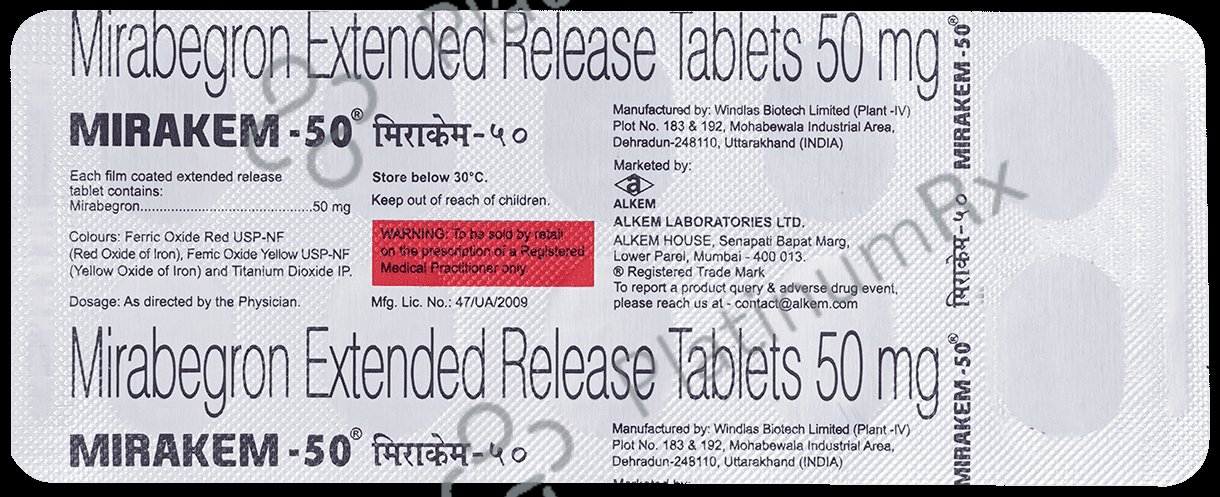 Mirabegron Extended Release Tablets 50 mg
MIRAKEM -50® मिराकेम-५०
Each film coated extended release
tablet contains:
Mirabegron.................................................50 mg
Colours: Ferric Oxide Red USP-NF
(Red Oxide of Iron), Ferric Oxide Yellow USP-NF
(Yellow Oxide of Iron) and Titanium Dioxide IP.
Dosage: As directed by the Physician.
Store below 30°C.
Keep out of reach of children.
WARNING: To be sold by retail
on the prescription of a Registered
Medical Practitioner only.
Mfg. Lic. No.: 47/UA/2009
Manufactured by: Windlas Biotech Limited (Plant -IV)
Plot No. 183 & 192, Mohabewala Industrial Area,
Dehradun-248110, Uttarakhand (INDIA)
Marketed by:
a
ALKEM
ALKEM LABORATORIES LTD.
ALKEM HOUSE, Senapati Bapat Marg,
Lower Parel, Mumbai - 400 013.
® Registered Trade Mark
To report a product query & adverse drug event,
please reach us at - contact@alkem.com
Mirabegron Extended Release Tablets 50 mg
MIRAKEM -50® मिराकेम-५०
Manufactured by: Windlas Biotech Limited (Plant -IV)
Plot No. 183 & 192, Mohabewala Industrial Area,
Dehradun-248110, Uttarakhand (INDIA)
Marketed by:
MIRAKEM -50®
मिराकेम-५०
MIRAKEM -50®
PlatinumRx